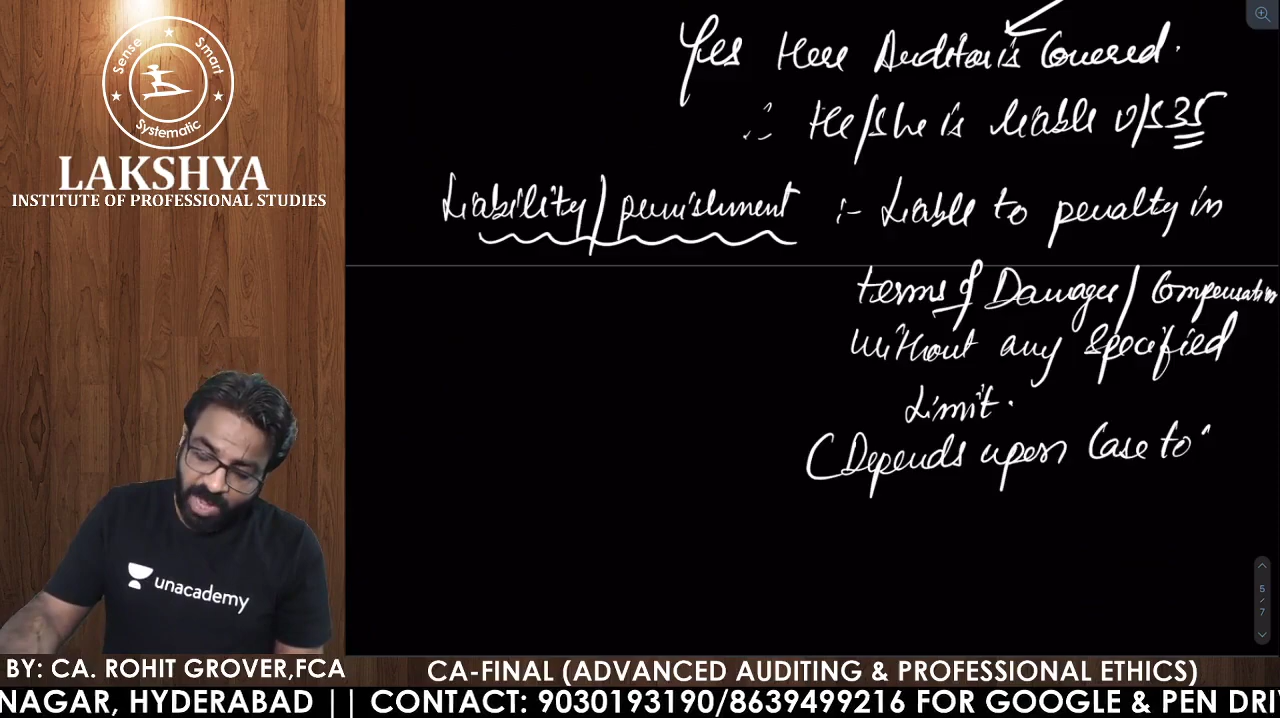 Sense
Smart
Systematic
LAKSHYA
INSTITUTE OF PROFESSIONAL STUDIES
Yes Here Auditor is Covered.
∴ He/she is liable u/s 35
Liability/punishment :- Liable to penalty in
terms of Damages/Compensation
without any specified
Limit.
(Depends upon Case to
unacademy
5
/
7
BY: CA. ROHIT GROVER,FCA
CA-FINAL (ADVANCED AUDITING & PROFESSIONAL ETHICS)
NAGAR, HYDERABAD || CONTACT: 9030193190/8639499216 FOR GOOGLE & PEN DRI